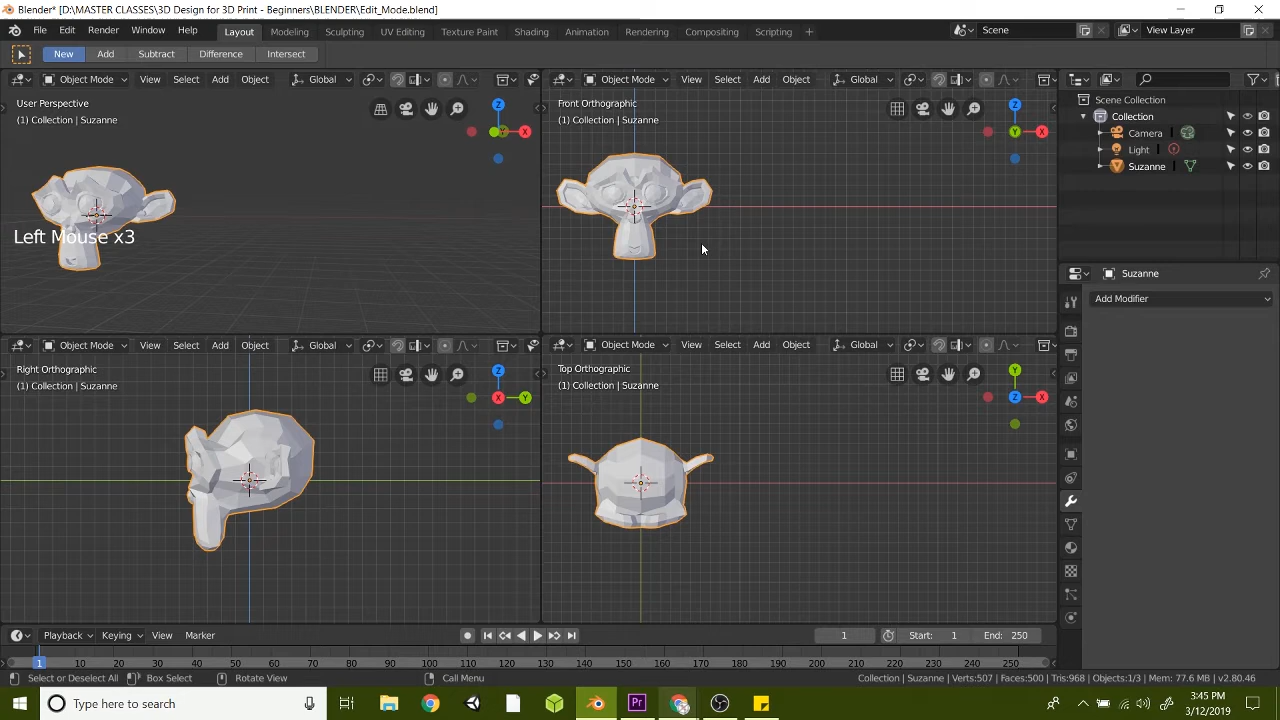 Blender* [D:\MASTER CLASSES\3D Design for 3D Print - Beginners\BLENDER\Edit_Mode.blend]
File Edit Render Window Help Layout Modeling Sculpting UV Editing Texture Paint Shading Animation Rendering Compositing Scripting + Scene View Layer
New Add Subtract Difference Intersect
Object Mode View Select Add Object Global
Object Mode View Select Add Object Global
User Perspective
(1) Collection | Suzanne
Z
Y
X
Left Mouse x3
Front Orthographic
(1) Collection | Suzanne
Z
Y
X
Object Mode View Select Add Object Global
Object Mode View Select Add Object Global
Right Orthographic
(1) Collection | Suzanne
Z
X
Y
Top Orthographic
(1) Collection | Suzanne
Y
Z
X
Scene Collection
Collection
Camera
Light
Suzanne
Suzanne
Add Modifier
Playback Keying View Marker 1 Start: 1 End: 250
1 10 20 30 40 50 60 70 80 90 100 110 120 130 140 150 160 170 180 190 200 210 220 230 240 250
Select or Deselect All Box Select Rotate View Call Menu Collection | Suzanne | Verts:507 | Faces:500 | Tris:968 | Objects:1/3 | Mem: 77.6 MB | v2.80.46
Type here to search
Pr
3:45 PM
3/12/2019